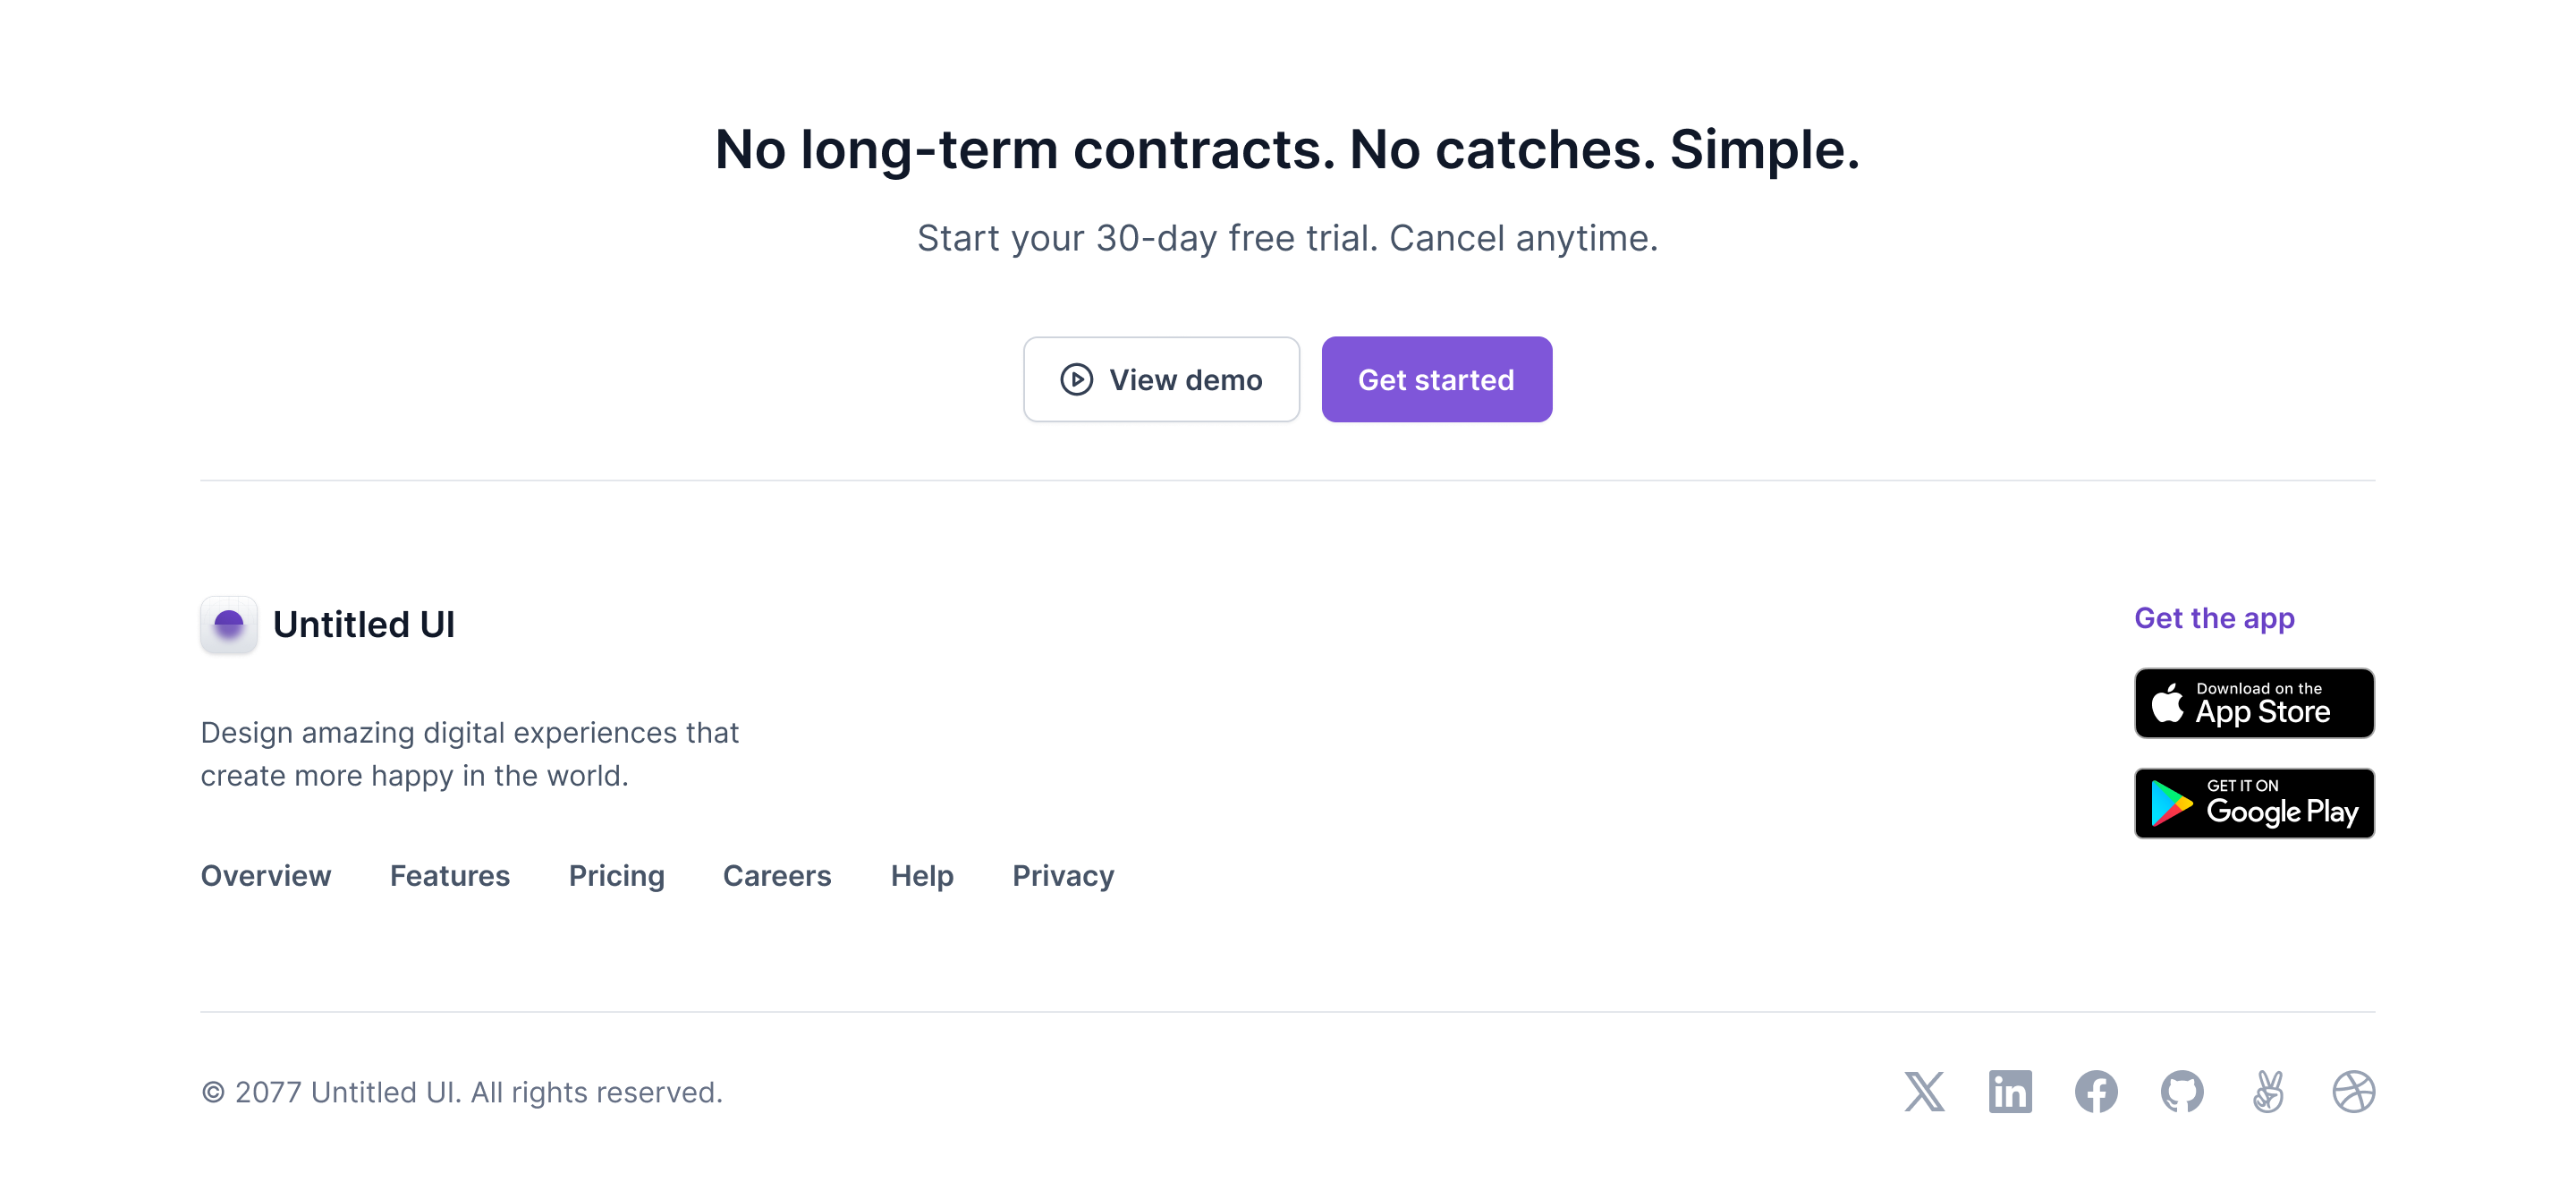 No long-term contracts. No catches. Simple.
Start your 30-day free trial. Cancel anytime.
View demo
Get started
Untitled UI
Design amazing digital experiences that
create more happy in the world.
Overview Features Pricing Careers Help Privacy
Get the app
Download on the
App Store
GET IT ON
Google Play
© 2077 Untitled UI. All rights reserved.